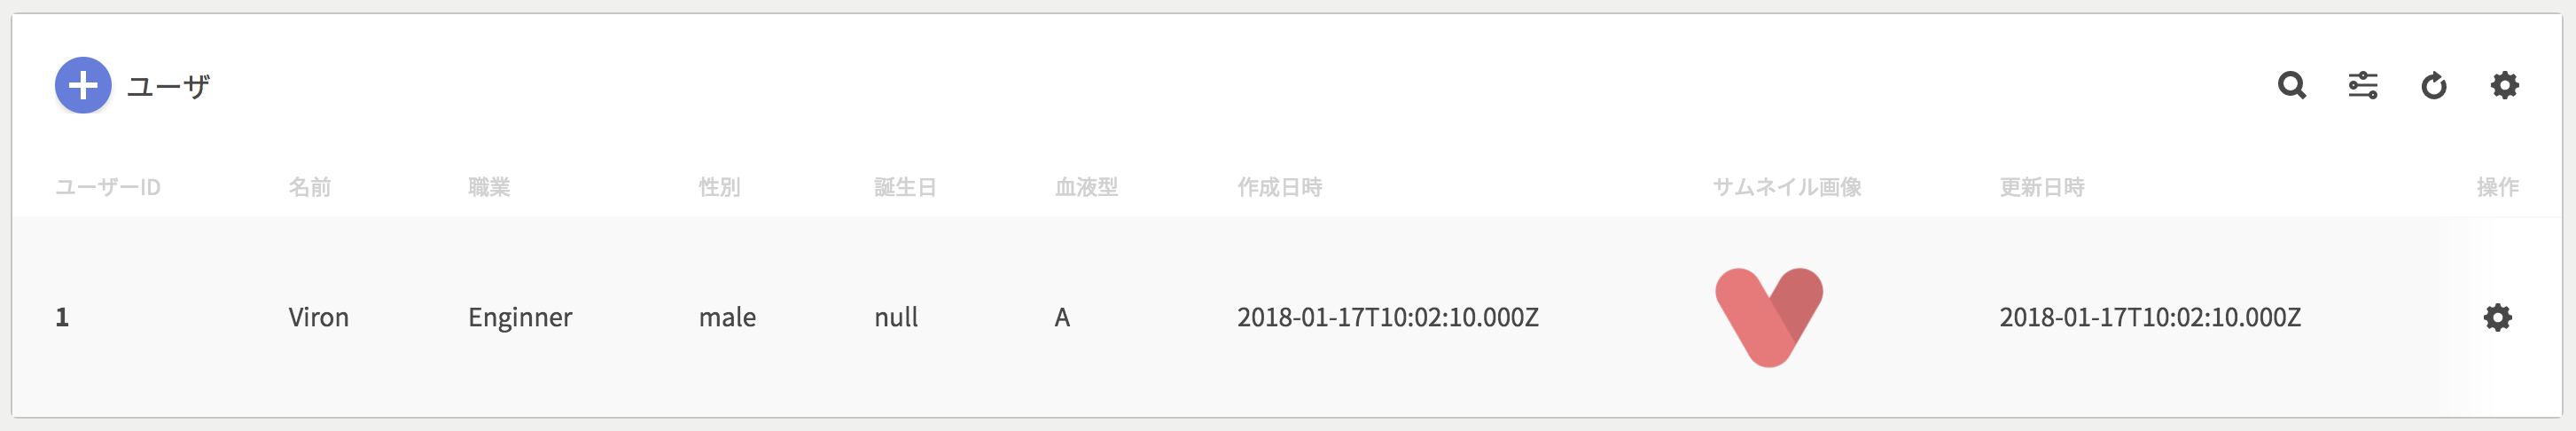 ユーザ
ユーザーID 名前 職業 性別 誕生日 血液型 作成日時 サムネイル画像 更新日時 操作
1 Viron Enginner male null A 2018-01-17T10:02:10.000Z 2018-01-17T10:02:10.000Z